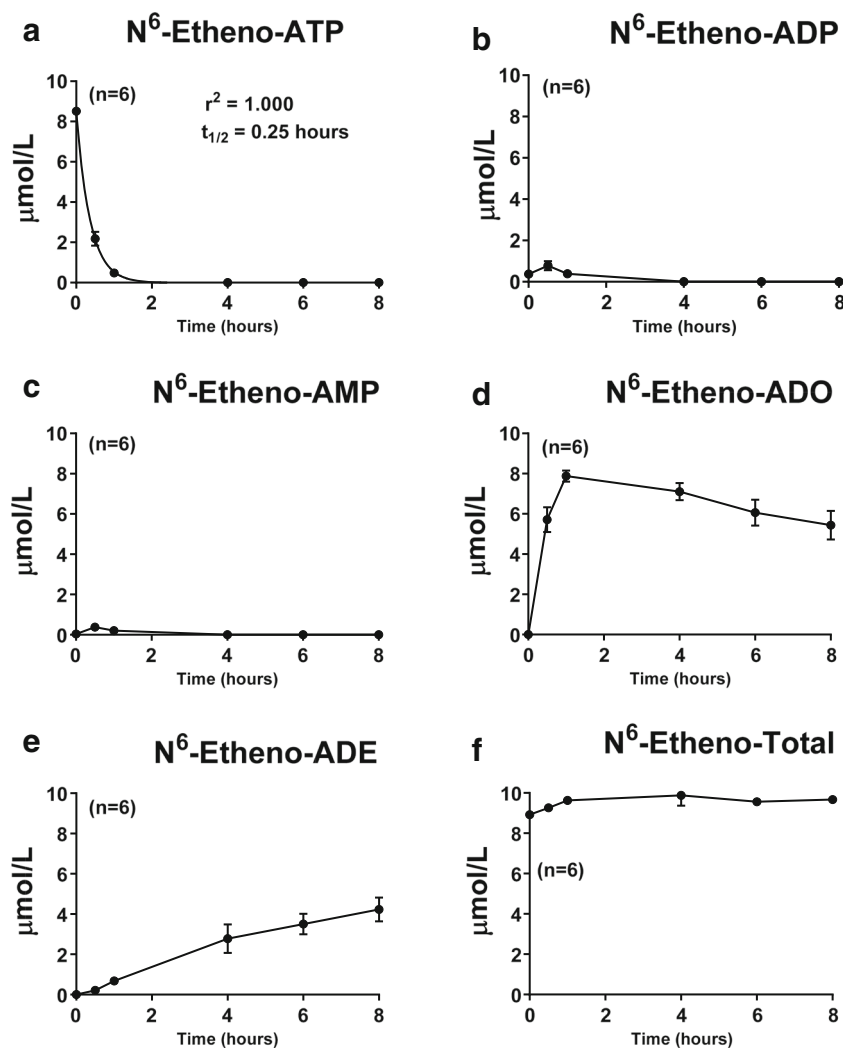 a
N⁶-Etheno-ATP
10
8
6
4
2
0
μmol/L
(n=6)
r² = 1.000
t₁/₂ = 0.25 hours
0 2 4 6 8
Time (hours)
b
N⁶-Etheno-ADP
10
8
6
4
2
0
μmol/L
(n=6)
0 2 4 6 8
Time (hours)
c
N⁶-Etheno-AMP
10
8
6
4
2
0
μmol/L
(n=6)
0 2 4 6 8
Time (hours)
d
N⁶-Etheno-ADO
10
8
6
4
2
0
μmol/L
(n=6)
0 2 4 6 8
Time (hours)
e
N⁶-Etheno-ADE
10
8
6
4
2
0
μmol/L
(n=6)
0 2 4 6 8
Time (hours)
f
N⁶-Etheno-Total
10
8
6
4
2
0
μmol/L
(n=6)
0 2 4 6 8
Time (hours)